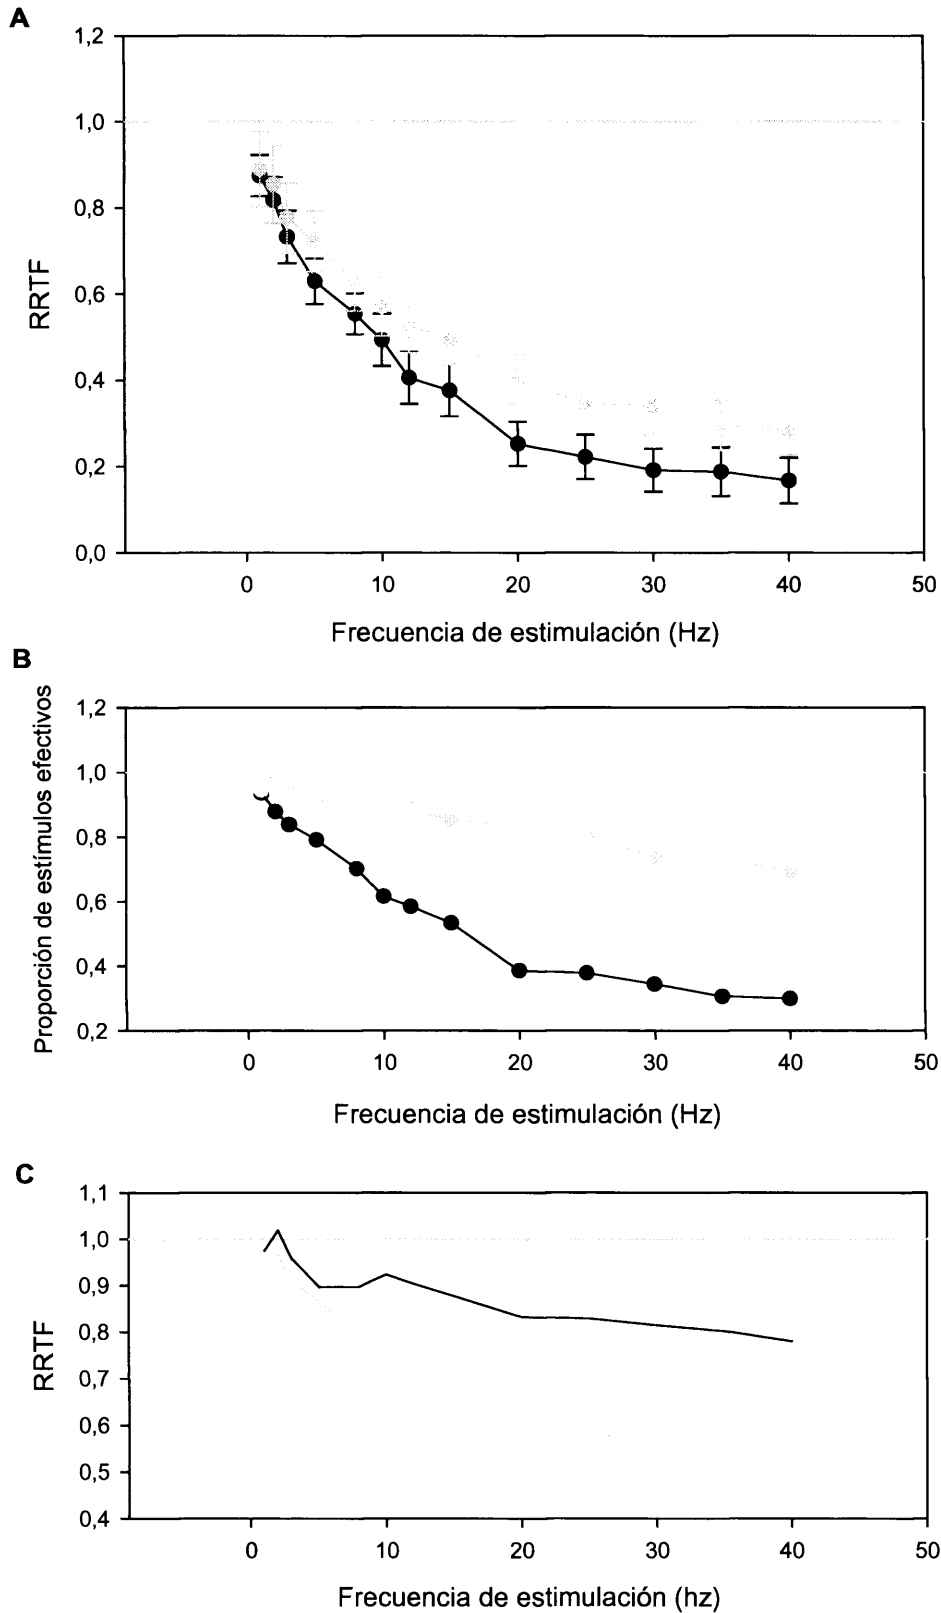 A
1,2
1,0
0,8
0,6
0,4
0,2
0,0
RRTF
0 10 20 30 40 50
Frecuencia de estimulación (Hz)
B
1,2
1,0
0,8
0,6
0,4
0,2
Proporción de estímulos efectivos
0 10 20 30 40 50
Frecuencia de estimulación (Hz)
C
1,1
1,0
0,9
0,8
0,7
0,6
0,5
0,4
RRTF
0 10 20 30 40 50
Frecuencia de estimulación (hz)